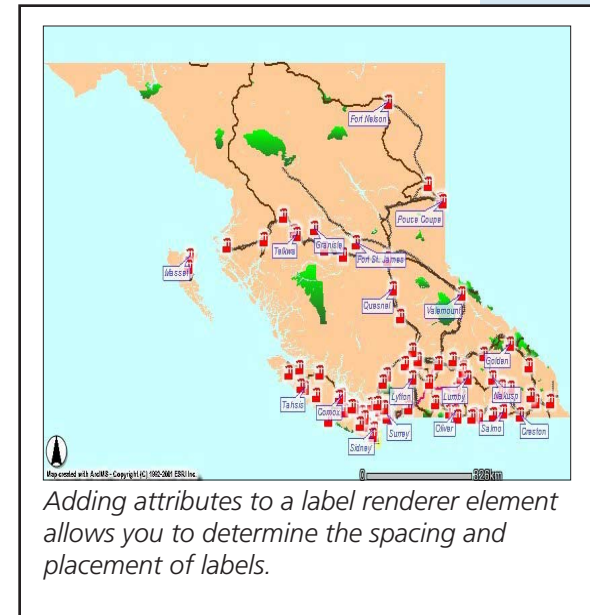 Fort Nelson
Pouce Coupe
Telkwa
Granisle
Fort St. James
Masset
Quesnel
Valemount
Golden
Tahsis
Comox
Lytton
Lumby
Nakusp
Sidney
Surrey
Oliver
Salmo
Creston
Map created with ArcIMS - Copyright (C) 1992-2001 ESRI Inc.
0 826km
Adding attributes to a label renderer element
allows you to determine the spacing and
placement of labels.